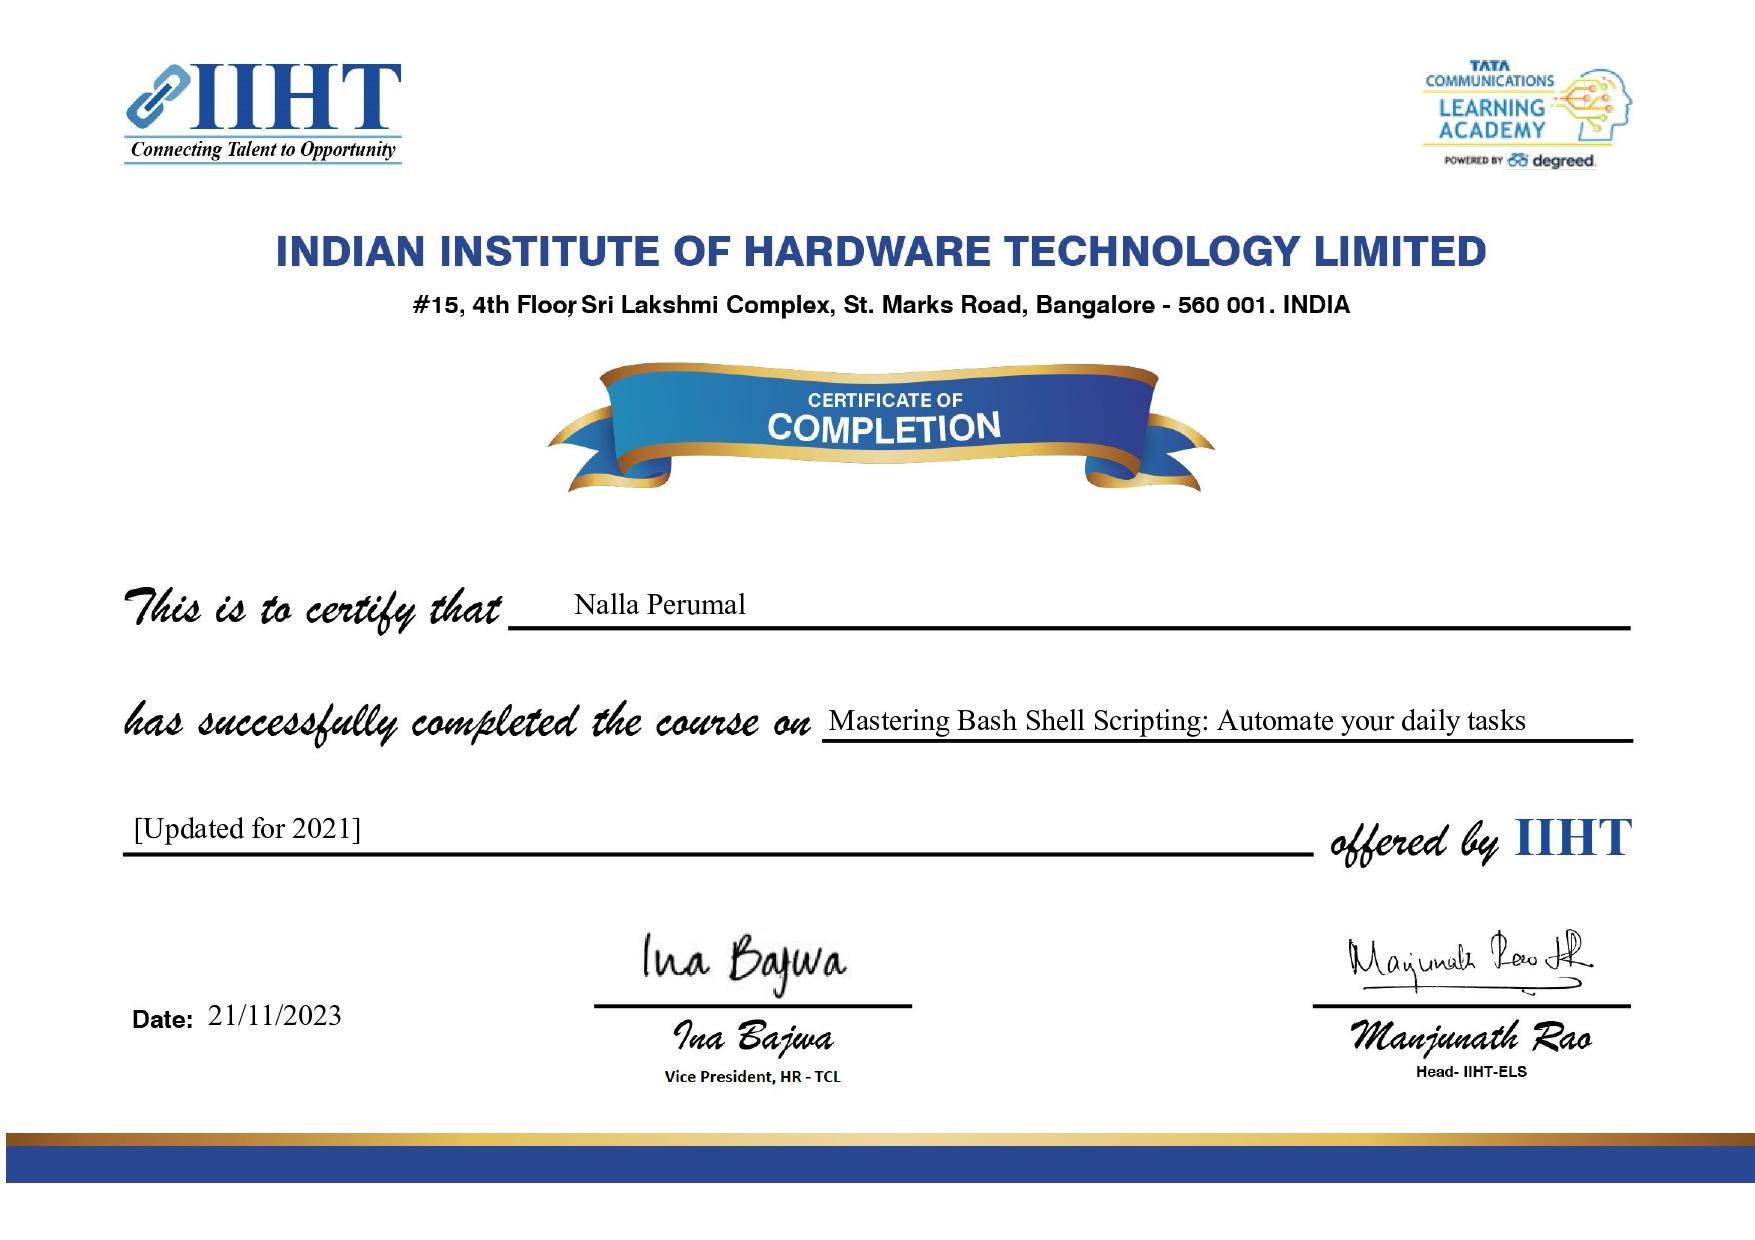 IIHT
Connecting Talent to Opportunity
TATA
COMMUNICATIONS
LEARNING
ACADEMY
POWERED BY degreed.
INDIAN INSTITUTE OF HARDWARE TECHNOLOGY LIMITED
#15, 4th Floor, Sri Lakshmi Complex, St. Marks Road, Bangalore - 560 001. INDIA
CERTIFICATE OF
COMPLETION
This is to certify that Nalla Perumal
has successfully completed the course on Mastering Bash Shell Scripting: Automate your daily tasks
[Updated for 2021] offered by IIHT
Ina Bajwa
Manjunath Rao JR
Date: 21/11/2023
Ina Bajwa
Manjunath Rao
Vice President, HR - TCL
Head- IIHT-ELS